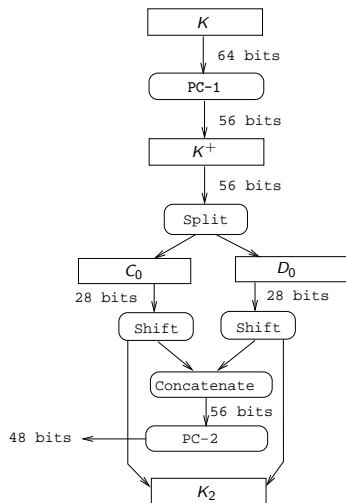 K
64 bits
PC-1
56 bits
K+
56 bits
Split
C₀
D₀
28 bits
28 bits
Shift
Shift
Concatenate
56 bits
48 bits
PC-2
K₂